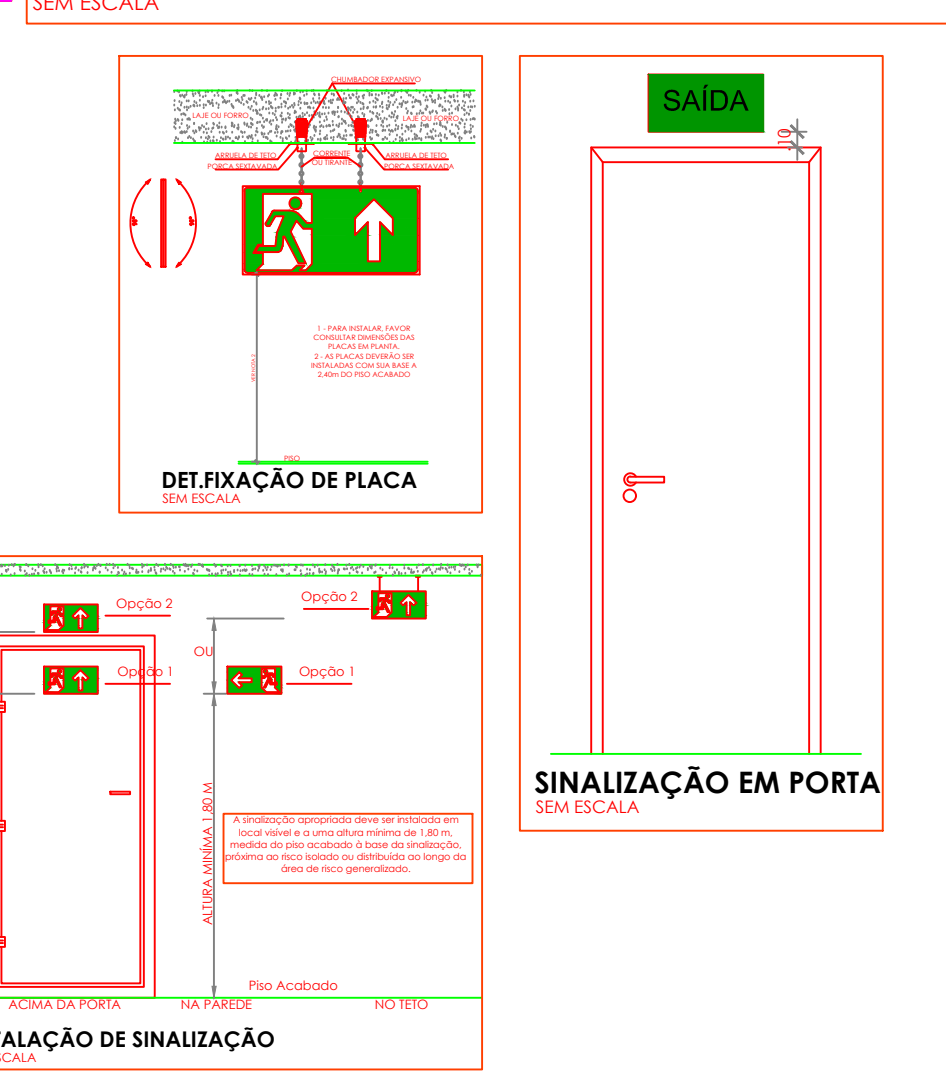 SEM ESCALA
CHUMBADOR EXPANSIVO
LAJE OU FORRO
LAJE OU FORRO
ARRUELA DE TETO
PORCA SEXTAVADA
CORRENTE
OU TIRANTE
ARRUELA DE TETO
PORCA SEXTAVADA
90°
90°
1 - PARA INSTALAR, FAVOR
CONSULTAR DIMENSÕES DAS
PLACAS EM PLANTA.
2 - AS PLACAS DEVERÃO SER
INSTALADAS COM SUA BASE A
2,40m DO PISO ACABADO
VER NOTA 2
PISO
DET.FIXAÇÃO DE PLACA
SEM ESCALA
SAÍDA
.10
SINALIZAÇÃO EM PORTA
SEM ESCALA
Opção 2
Opção 2
OU
Opção 1
Opção 1
ALTURA MINÍMA 1,80 M
A sinalização apropriada deve ser instalada em
local visível e a uma altura mínima de 1,80 m,
medida do piso acabado à base da sinalização,
próxima ao risco isolado ou distribuída ao longo da
área de risco generalizado.
Piso Acabado
ACIMA DA PORTA
NA PAREDE
NO TETO
ALAÇÃO DE SINALIZAÇÃO
SCALA